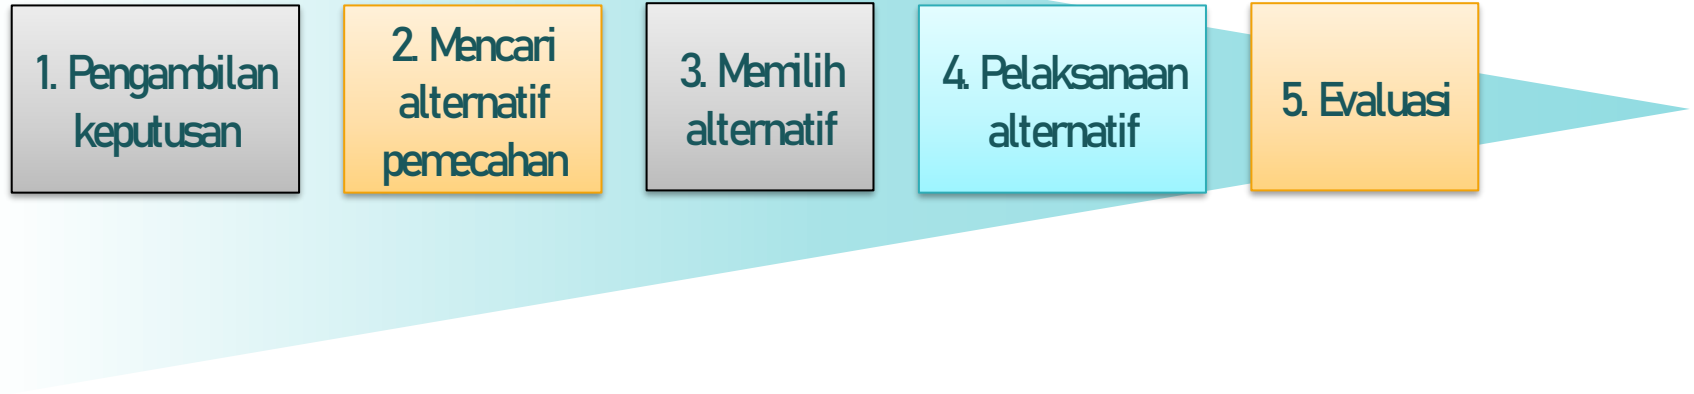 1. Pengambilan
keputusan
2. Mencari
alternatif
pemecahan
3. Memilih
alternatif
4. Pelaksanaan
alternatif
5. Evaluasi